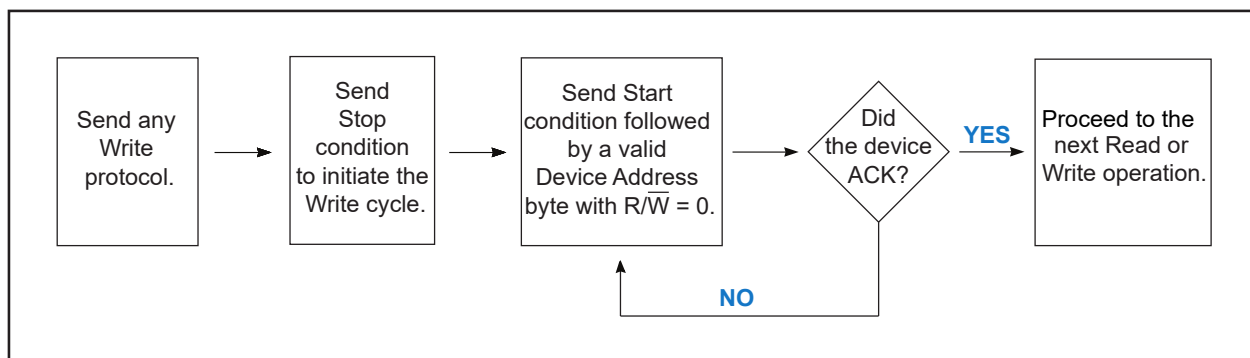 Send any
Write
protocol.
Send
Stop
condition
to initiate the
Write cycle.
Send Start
condition followed
by a valid
Device Address
byte with R/W̅ = 0.
Did
the device
ACK?
YES
Proceed to the
next Read or
Write operation.
NO